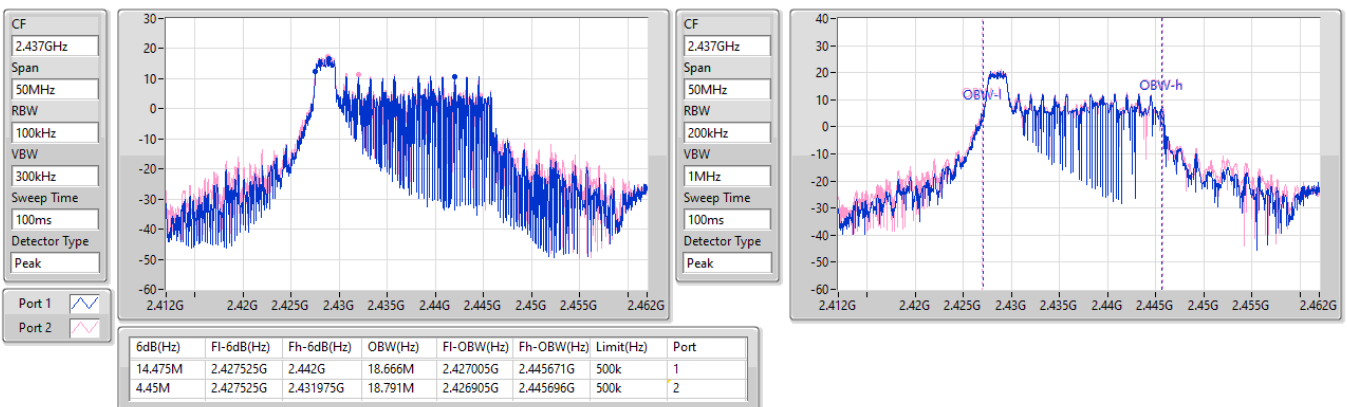 CF
2.437GHz
Span
50MHz
RBW
100kHz
VBW
300kHz
Sweep Time
100ms
Detector Type
Peak
30
20
10
0
-10
-20
-30
-40
-50
-60
2.412G 2.42G 2.425G 2.43G 2.435G 2.44G 2.445G 2.45G 2.455G 2.462G
Port 1
Port 2
CF
2.437GHz
Span
50MHz
RBW
200kHz
VBW
1MHz
Sweep Time
100ms
Detector Type
Peak
40
30
20
10
0
-10
-20
-30
-40
-50
-60
OBW-l
OBW-h
2.412G 2.42G 2.425G 2.43G 2.435G 2.44G 2.445G 2.45G 2.455G 2.462G
6dB(Hz) Fl-6dB(Hz) Fh-6dB(Hz) OBW(Hz) Fl-OBW(Hz) Fh-OBW(Hz) Limit(Hz) Port
14.475M 2.427525G 2.442G 18.666M 2.427005G 2.445671G 500k 1
4.45M 2.427525G 2.431975G 18.791M 2.426905G 2.445696G 500k 2